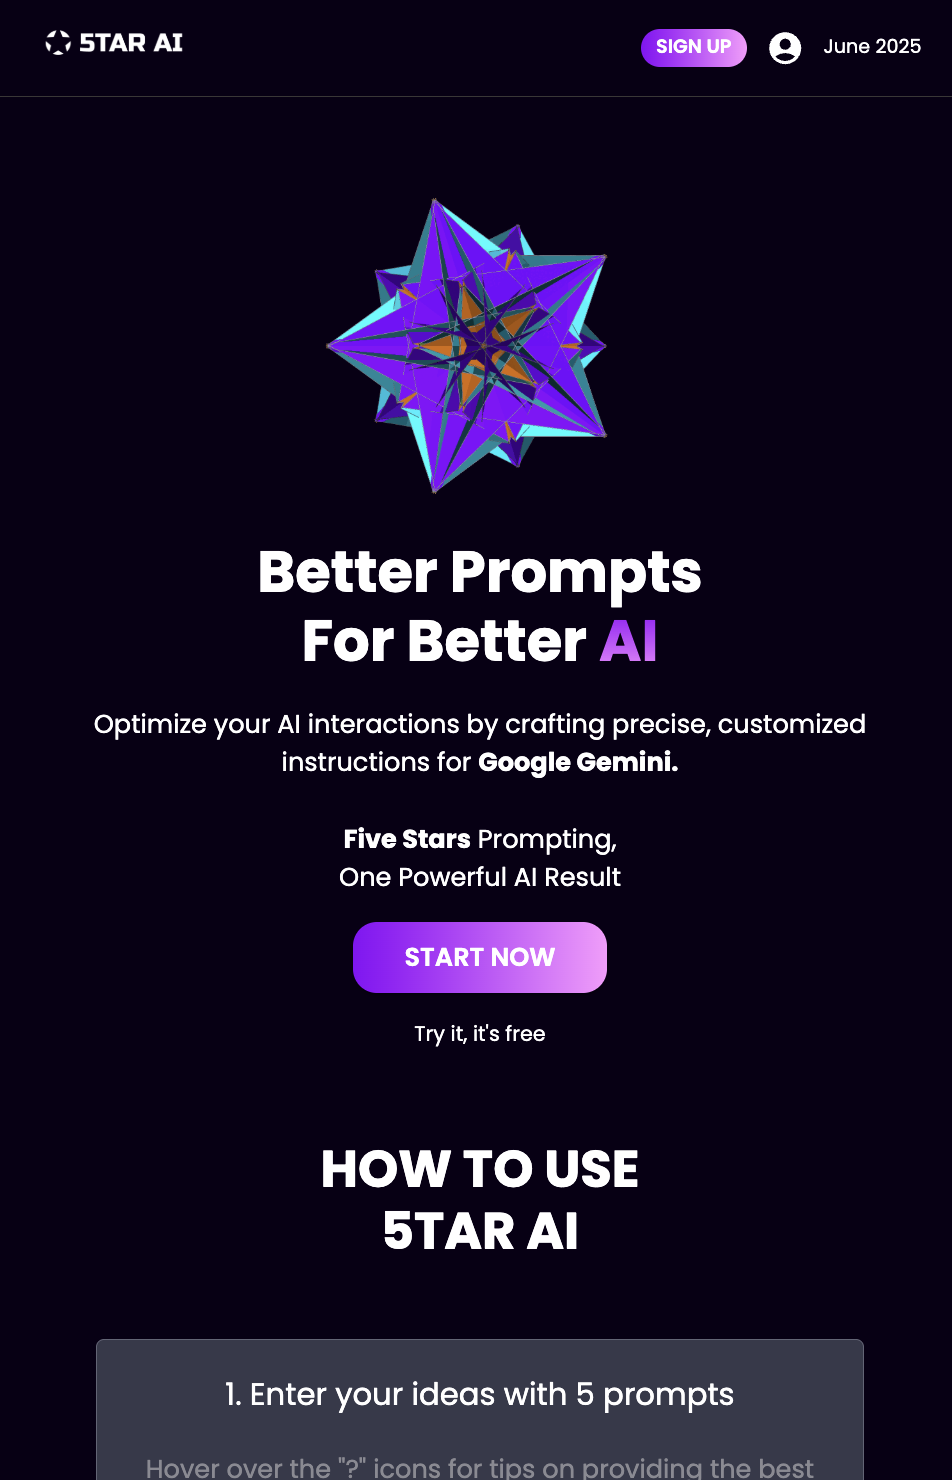 5TAR AI
SIGN UP
June 2025
Better Prompts
For Better AI
Optimize your AI interactions by crafting precise, customized
instructions for Google Gemini.
Five Stars Prompting,
One Powerful AI Result
START NOW
Try it, it's free
HOW TO USE
5TAR AI
1. Enter your ideas with 5 prompts
Hover over the "?" icons for tips on providing the best